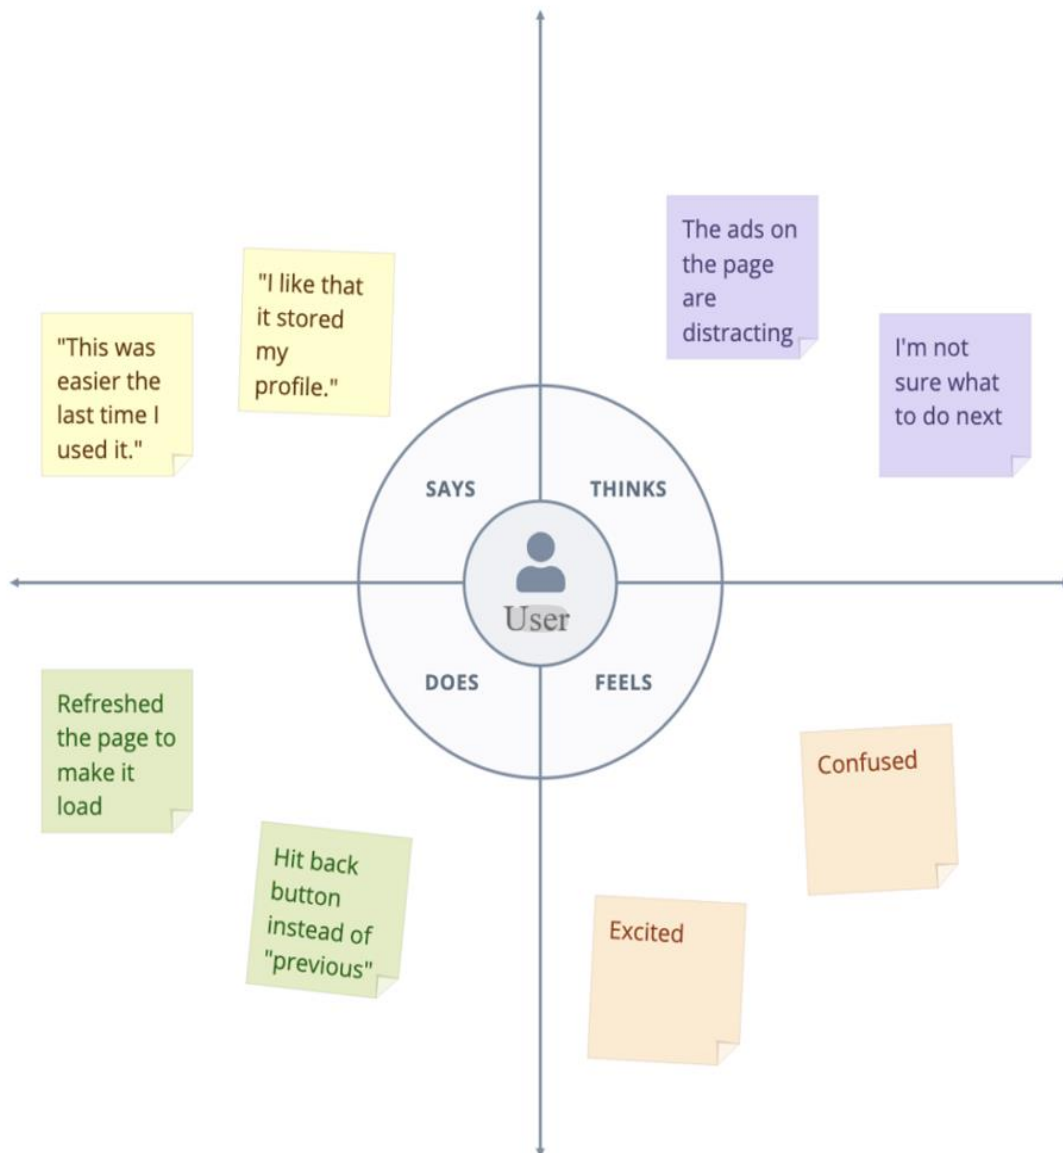 "This was
easier the
last time I
used it."
"I like that
it stored
my
profile."
The ads on
the page
are
distracting
I'm not
sure what
to do next
SAYS
THINKS
User
DOES
FEELS
Refreshed
the page to
make it
load
Hit back
button
instead of
"previous"
Confused
Excited